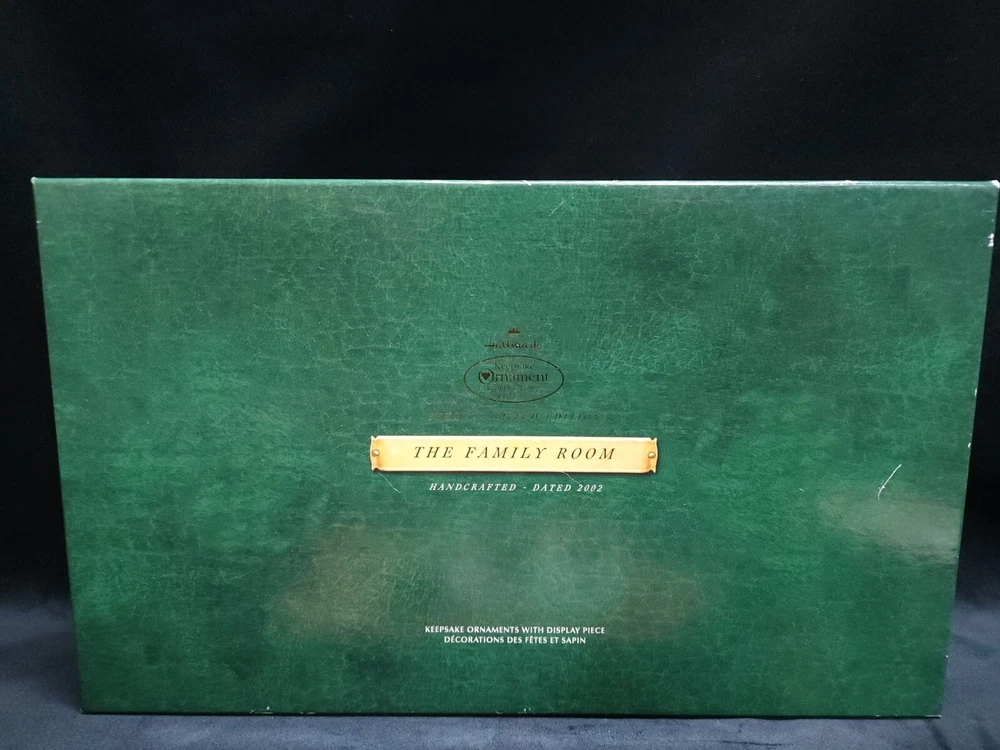 Hallmark
Keepsake
Ornament
EDITION
THE FAMILY ROOM
HANDCRAFTED - DATED 2002
KEEPSAKE ORNAMENTS WITH DISPLAY PIECE
DÉCORATIONS DES FÊTES ET SAPIN